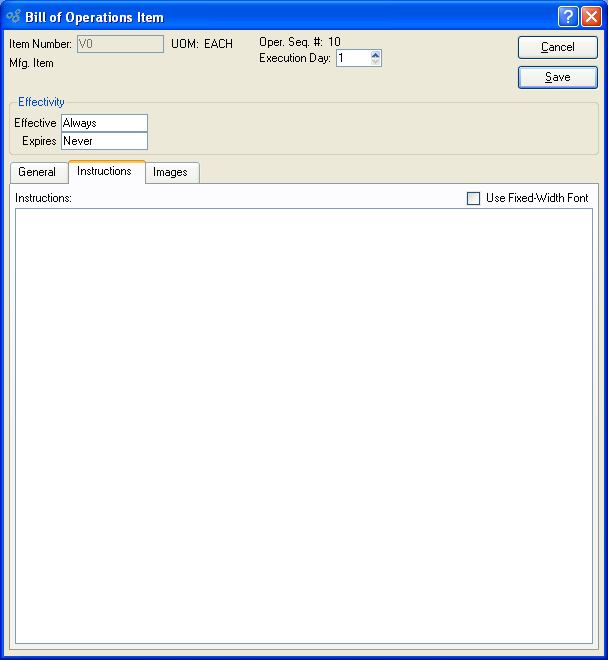 Bill of Operations Item
Item Number: V0 UOM: EACH Oper. Seq. #: 10 Cancel
Mfg. Item Execution Day: 1 Save
Effectivity
Effective Always
Expires Never
General Instructions Images
Instructions: Use Fixed-Width Font